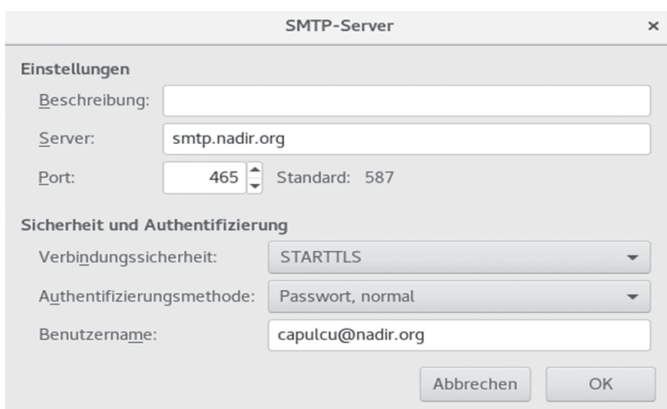 SMTP-Server
Einstellungen
Beschreibung:
Server: smtp.nadir.org
Port: 465 Standard: 587
Sicherheit und Authentifizierung
Verbindungssicherheit: STARTTLS
Authentifizierungsmethode: Passwort, normal
Benutzername: capulcu@nadir.org
Abbrechen OK